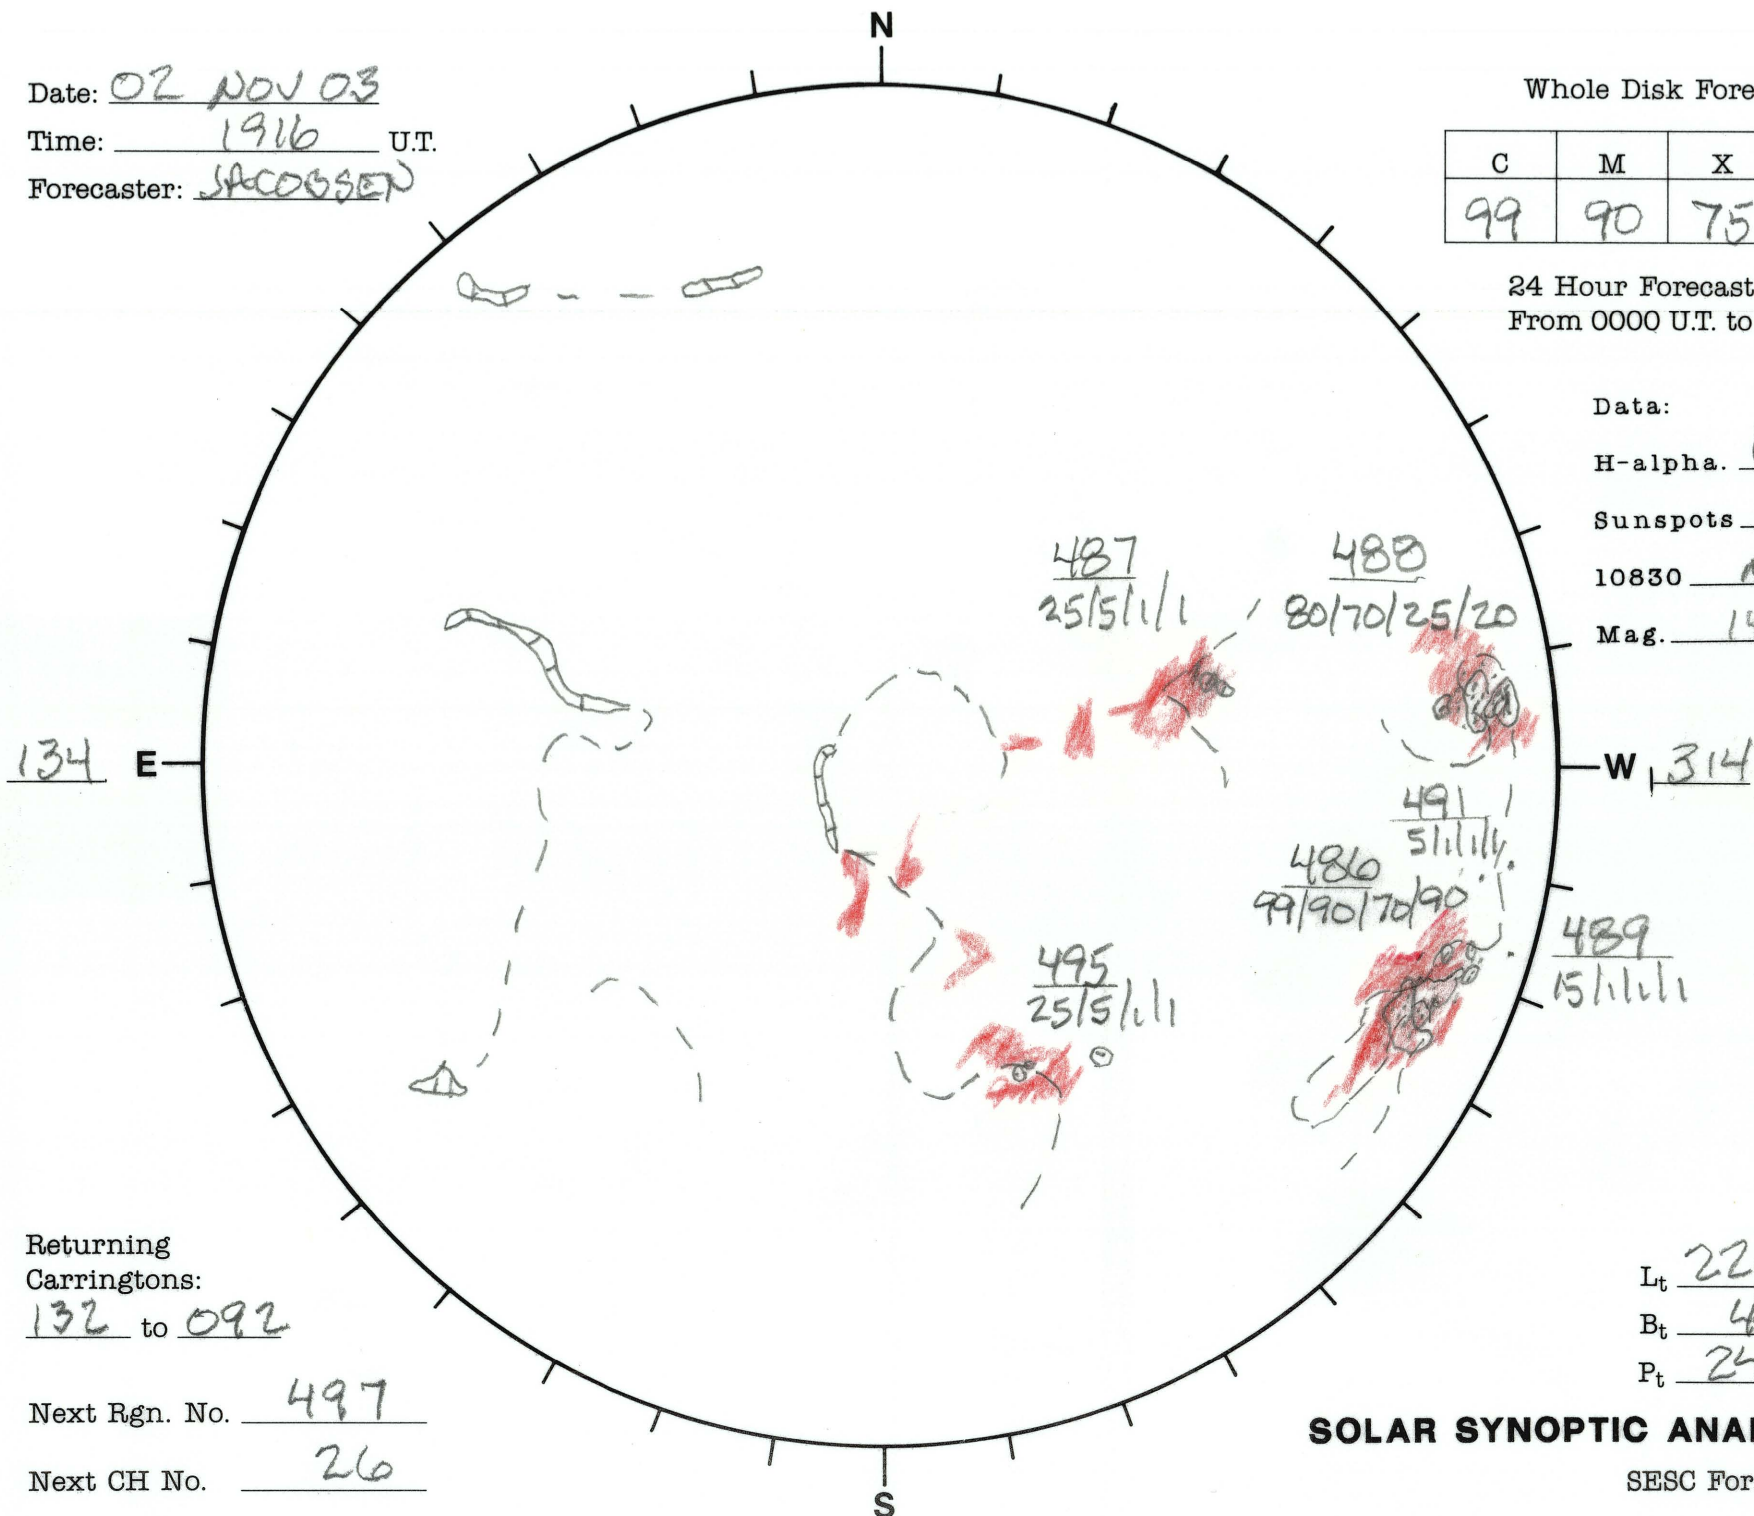 N
Date: 02 NOV 03
Time: 1916 U.T.
Forecaster: JACOBSEN
Whole Disk Fore
C M X
99 90 75
24 Hour Forecast
From 0000 U.T. to
Data:
H-alpha.
Sunspots
10830
Mag. 1
487
25/5/1/1
488
80/70/25/20
134 E
W 314
491
5/1/1/1
486
99/90/70/90
489
15/1/1/1
495
25/5/1/1
Returning
Carringtons:
132 to 092
Lt 22
Bt 4
Pt 24
Next Rgn. No. 497
Next CH No. 26
SOLAR SYNOPTIC ANA
SESC For
S